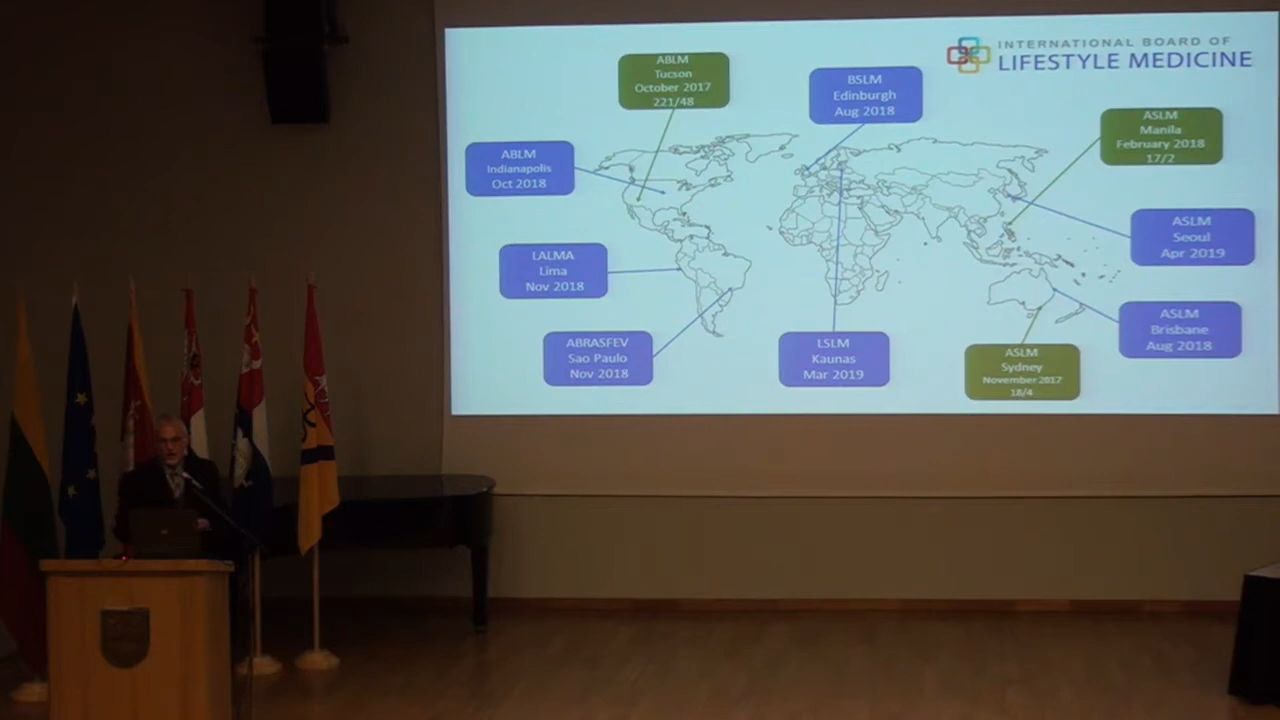 INTERNATIONAL BOARD OF
LIFESTYLE MEDICINE
ABLM
Tucson
October 2017
221/48
BSLM
Edinburgh
Aug 2018
ASLM
Manila
February 2018
17/2
ABLM
Indianapolis
Oct 2018
ASLM
Seoul
Apr 2019
LALMA
Lima
Nov 2018
ABRASFEV
Sao Paulo
Nov 2018
LSLM
Kaunas
Mar 2019
ASLM
Sydney
November 2017
18/4
ASLM
Brisbane
Aug 2018